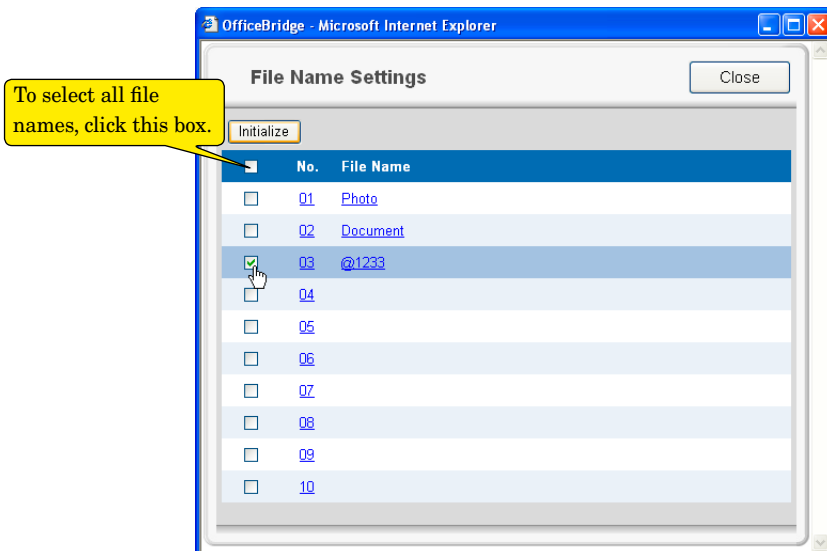 OfficeBridge - Microsoft Internet Explorer
File Name Settings
Close
To select all file
names, click this box.
Initialize
No. File Name
01 Photo
02 Document
03 @1233
04
05
06
07
08
09
10